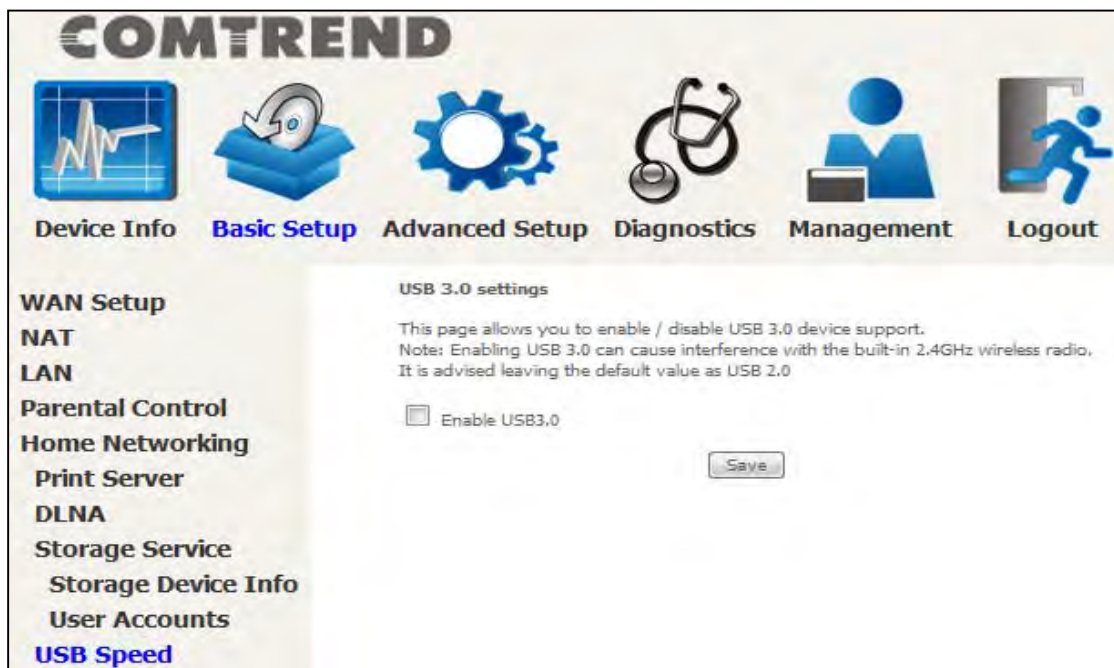 COMTREND
Device Info Basic Setup Advanced Setup Diagnostics Management Logout
WAN Setup
NAT
LAN
Parental Control
Home Networking
Print Server
DLNA
Storage Service
Storage Device Info
User Accounts
USB Speed
USB 3.0 settings
This page allows you to enable / disable USB 3.0 device support.
Note: Enabling USB 3.0 can cause interference with the built-in 2.4GHz wireless radio.
It is advised leaving the default value as USB 2.0
Enable USB3.0
Save